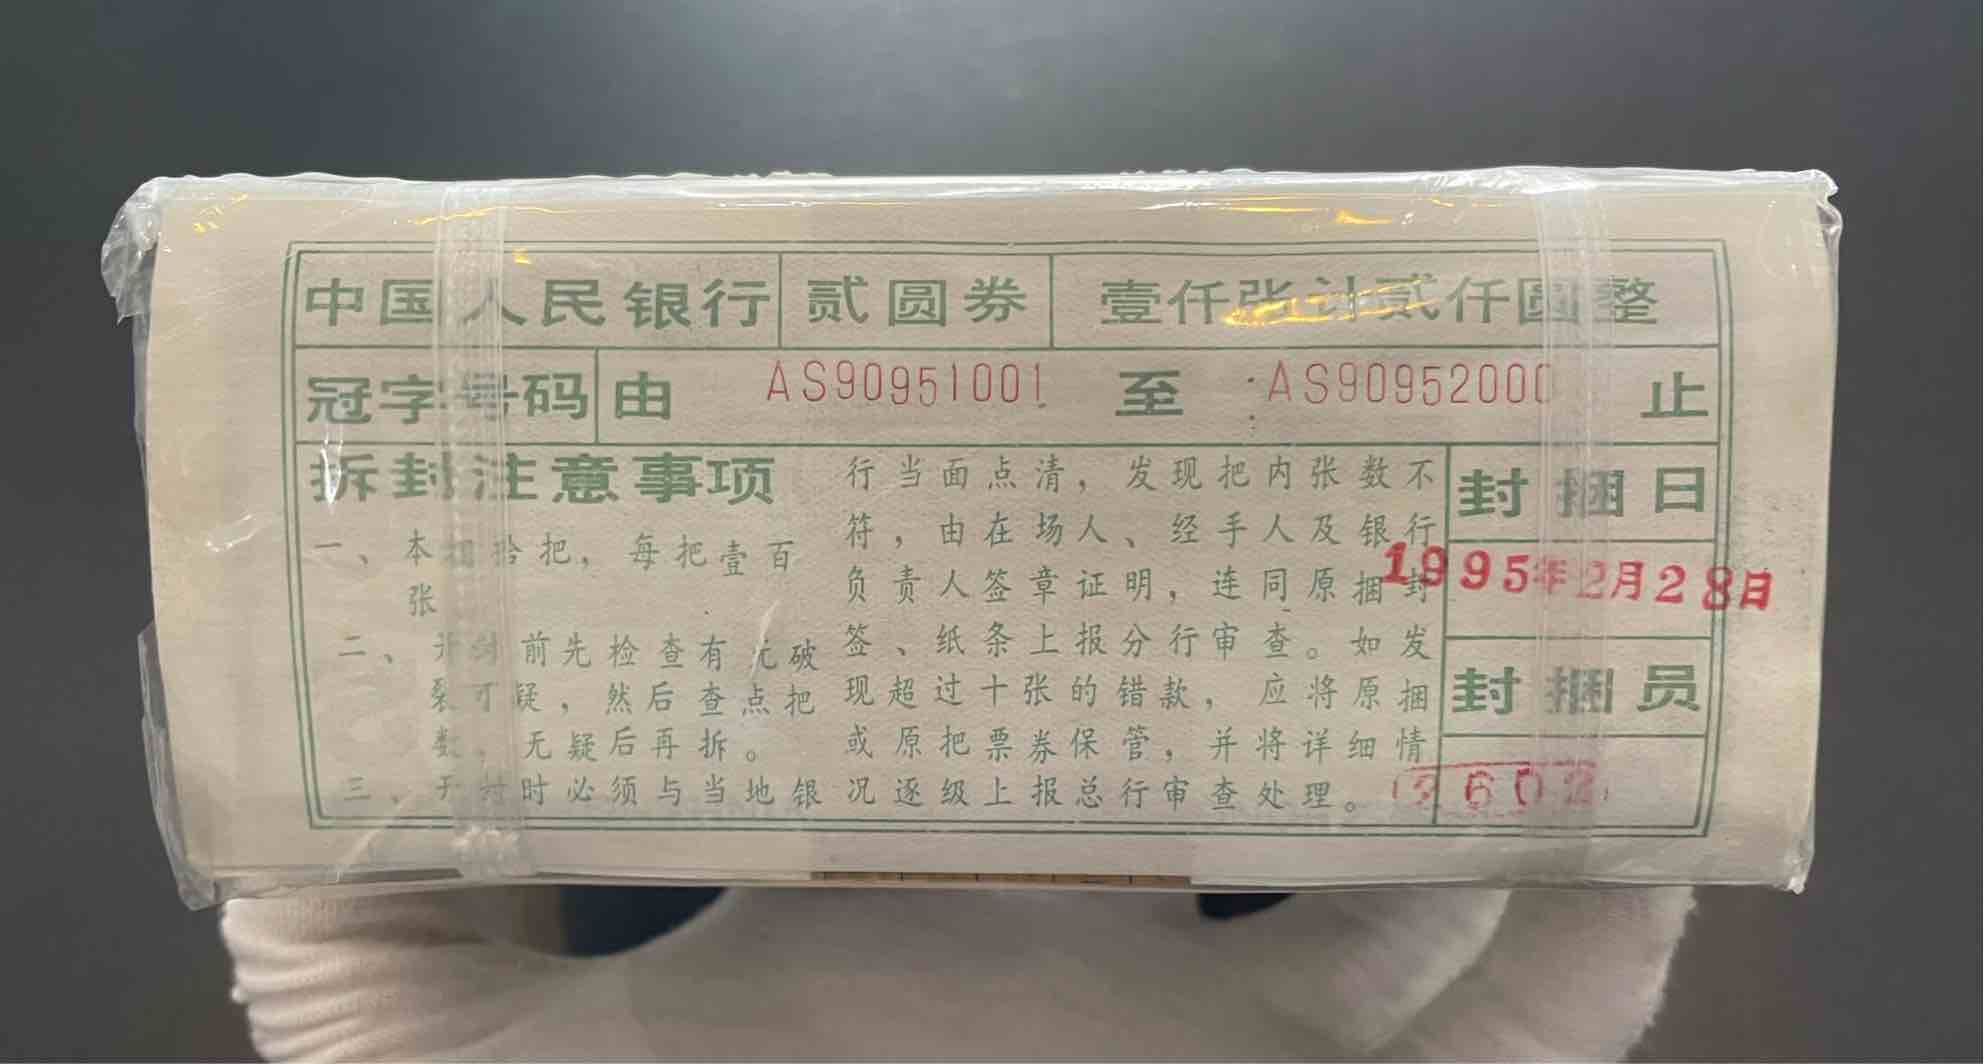 中国人民银行 贰圆券 壹仟张计贰仟圆整
冠字号码 由 AS90951001 至 AS90952000 止
拆封注意事项
一、本捆拾把，每把壹百
张
二、开封前先检查有无破
裂可疑，然后查点把
数，无疑后再拆。
三、开封时必须与当地银
行当面点清，发现把内张数不
符，由在场人、经手人及银行
负责人签章证明，连同原捆封
签、纸条上报分行审查。如发
现超过十张的错款，应将原捆
或原把票券保管，并将详细情
况逐级上报总行审查处理。
封捆日
1995年2月28日
封捆员